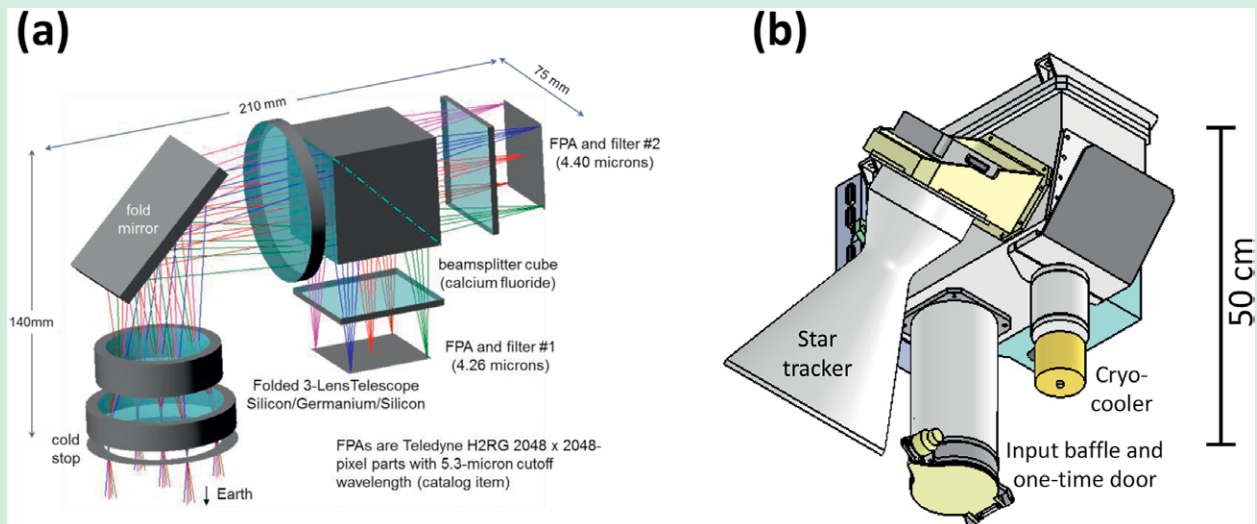 (a)
210 mm
75 mm
140mm
fold
mirror
FPA and filter #2
(4.40 microns)
beamsplitter cube
(calcium fluoride)
FPA and filter #1
(4.26 microns)
Folded 3-LensTelescope
Silicon/Germanium/Silicon
cold
stop
Earth
FPAs are Teledyne H2RG 2048 x 2048-
pixel parts with 5.3-micron cutoff
wavelength (catalog item)
(b)
50 cm
Star
tracker
Cryo-
cooler
Input baffle and
one-time door